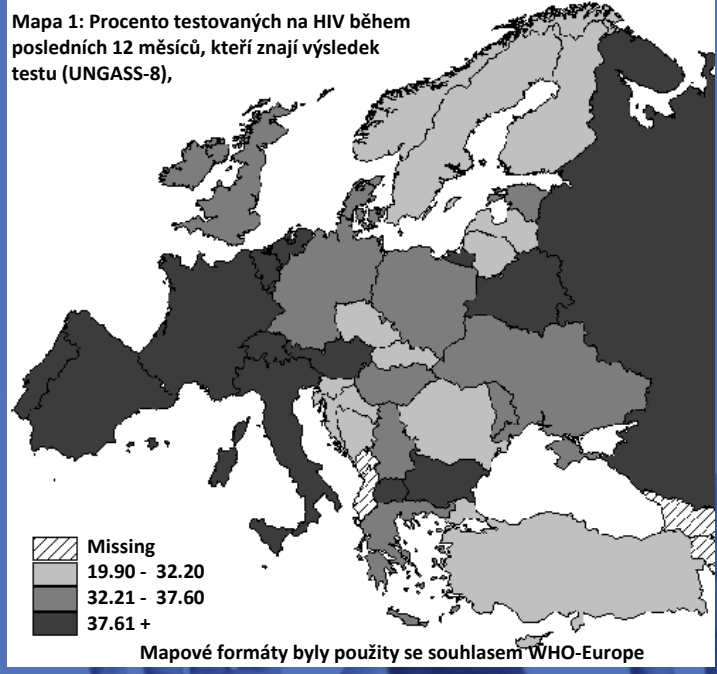 Mapa 1: Procento testovaných na HIV během
posledních 12 měsíců, kteří znají výsledek
testu (UNGASS-8),
Missing
19.90 - 32.20
32.21 - 37.60
37.61 +
Mapové formáty byly použity se souhlasem WHO-Europe